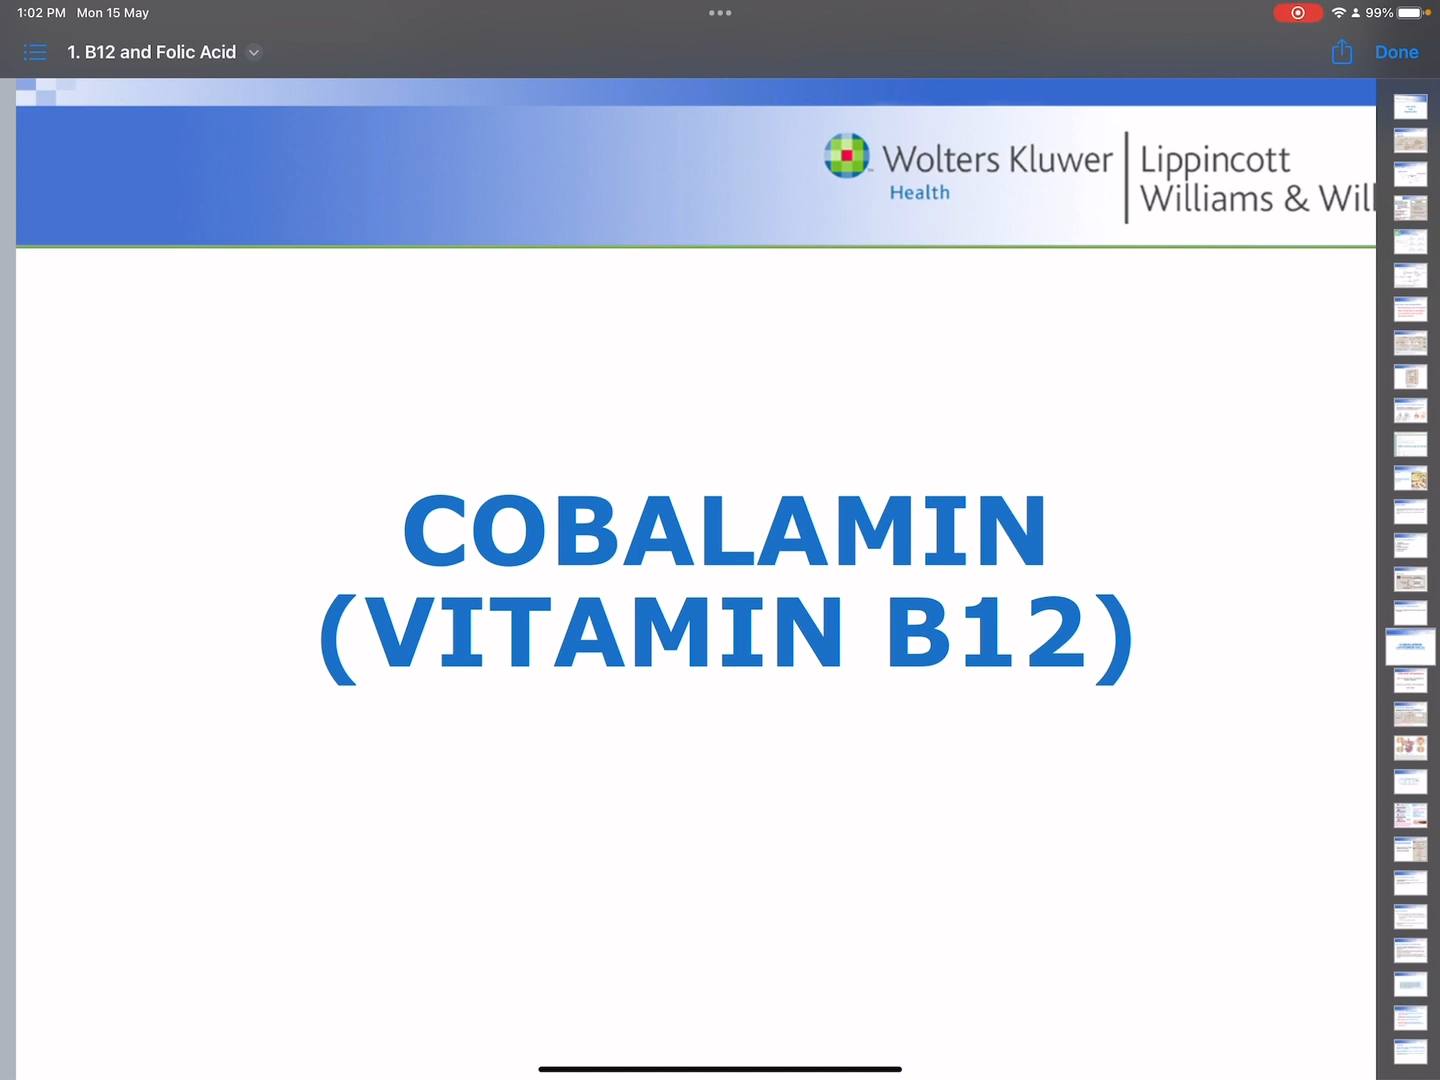 1:02 PM Mon 15 May
99%
1. B12 and Folic Acid
Done
Wolters Kluwer
Health
Lippincott
Williams & Wil
COBALAMIN
(VITAMIN B12)